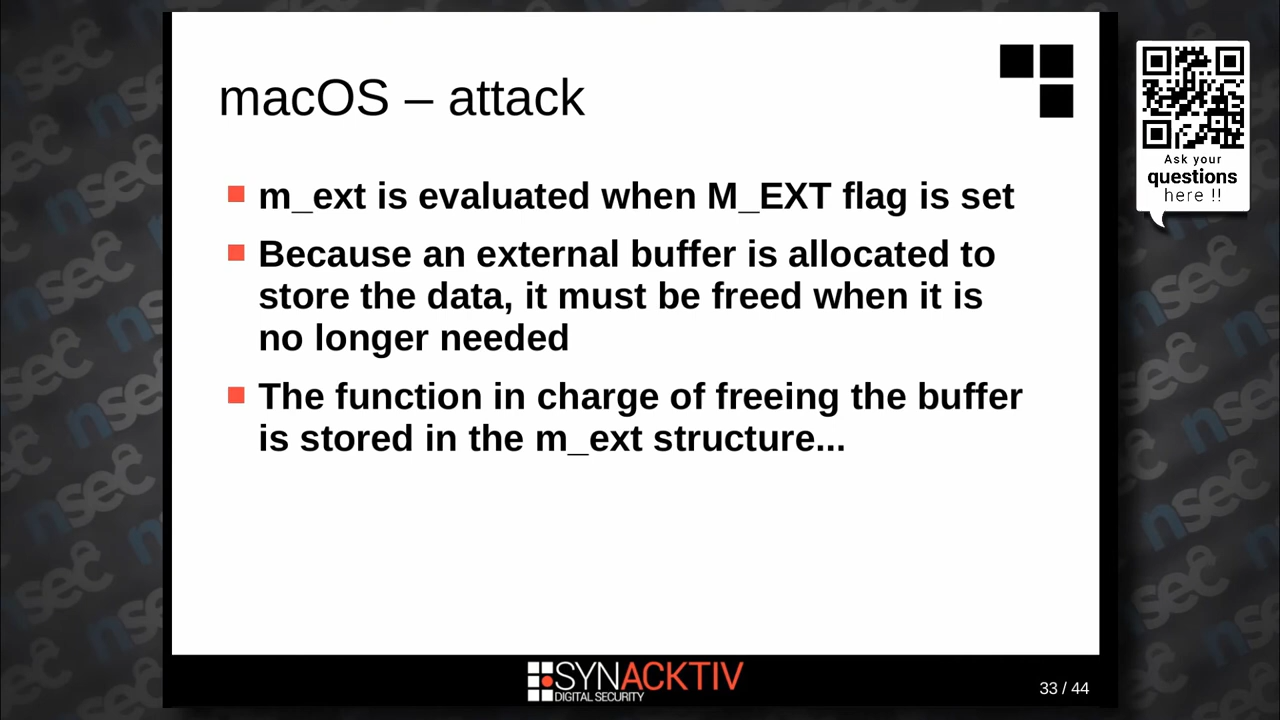 macOS – attack
m_ext is evaluated when M_EXT flag is set
Because an external buffer is allocated to
store the data, it must be freed when it is
no longer needed
The function in charge of freeing the buffer
is stored in the m_ext structure...
SYNACKTIV
DIGITAL SECURITY
33 / 44
Ask your
questions
here !!
nsec